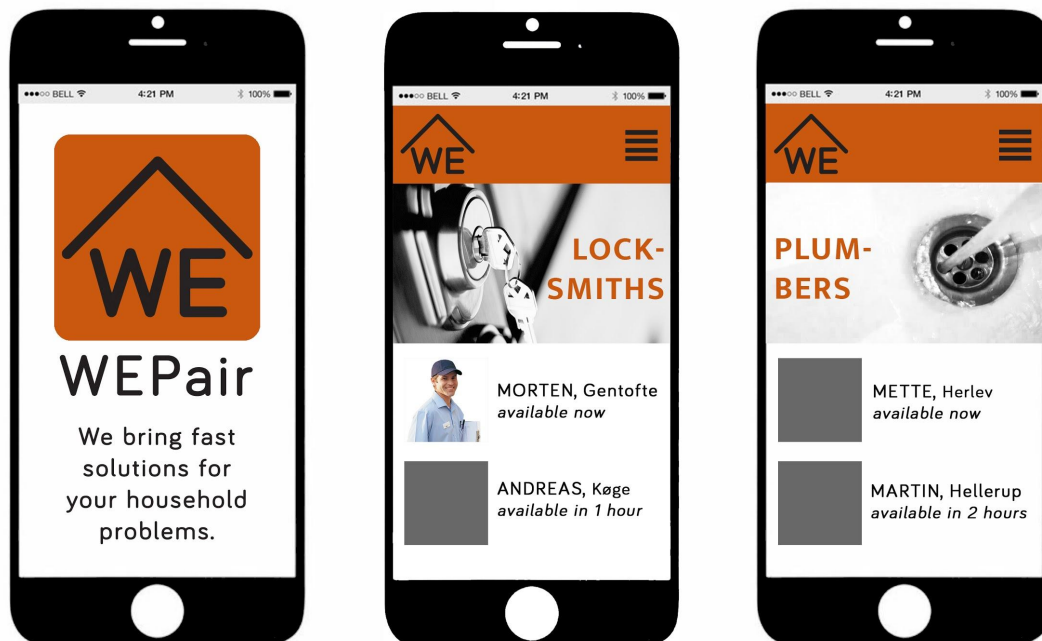 ●●●○○ BELL 4:21 PM 100%
WE
WEPair
We bring fast
solutions for
your household
problems.
●●●○○ BELL 4:21 PM 100%
WE
LOCK-
SMITHS
MORTEN, Gentofte
available now
ANDREAS, Køge
available in 1 hour
●●●○○ BELL 4:21 PM 100%
WE
PLUM-
BERS
METTE, Herlev
available now
MARTIN, Hellerup
available in 2 hours